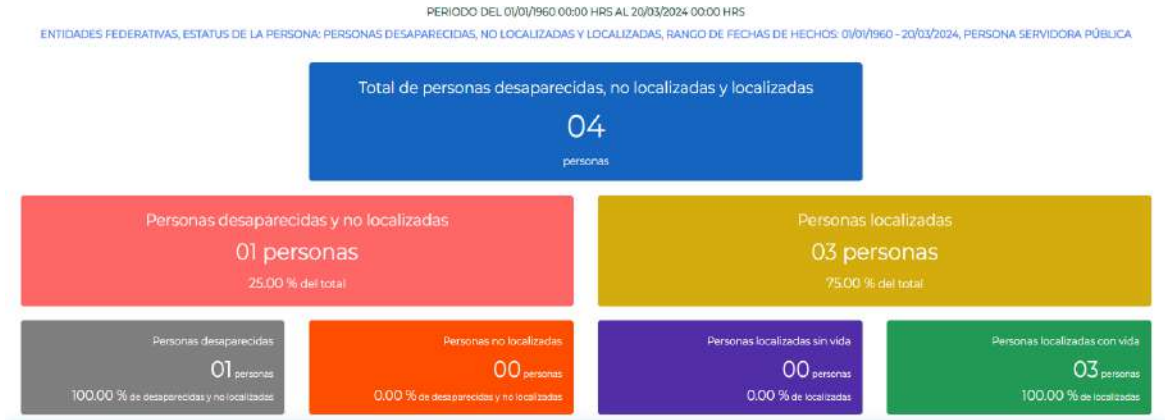 PERIODO DEL 01/01/1960 00:00 HRS AL 20/03/2024 00:00 HRS
ENTIDADES FEDERATIVAS, ESTATUS DE LA PERSONA: PERSONAS DESAPARECIDAS, NO LOCALIZADAS Y LOCALIZADAS, RANGO DE FECHAS DE HECHOS: 01/01/1960 - 20/03/2024, PERSONA SERVIDORA PÚBLICA
Total de personas desaparecidas, no localizadas y localizadas
04
personas
Personas desaparecidas y no localizadas
01 personas
25.00 % del total
Personas localizadas
03 personas
75.00 % del total
Personas desaparecidas
01 personas
100.00 % de desaparecidas y no localizadas
Personas no localizadas
00 personas
0.00 % de desaparecidas y no localizadas
Personas localizadas sin vida
00 personas
0.00 % de localizadas
Personas localizadas con vida
03 personas
100.00 % de localizadas